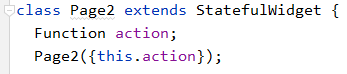 class Page2 extends StatefulWidget {
Function action;
Page2({this.action});